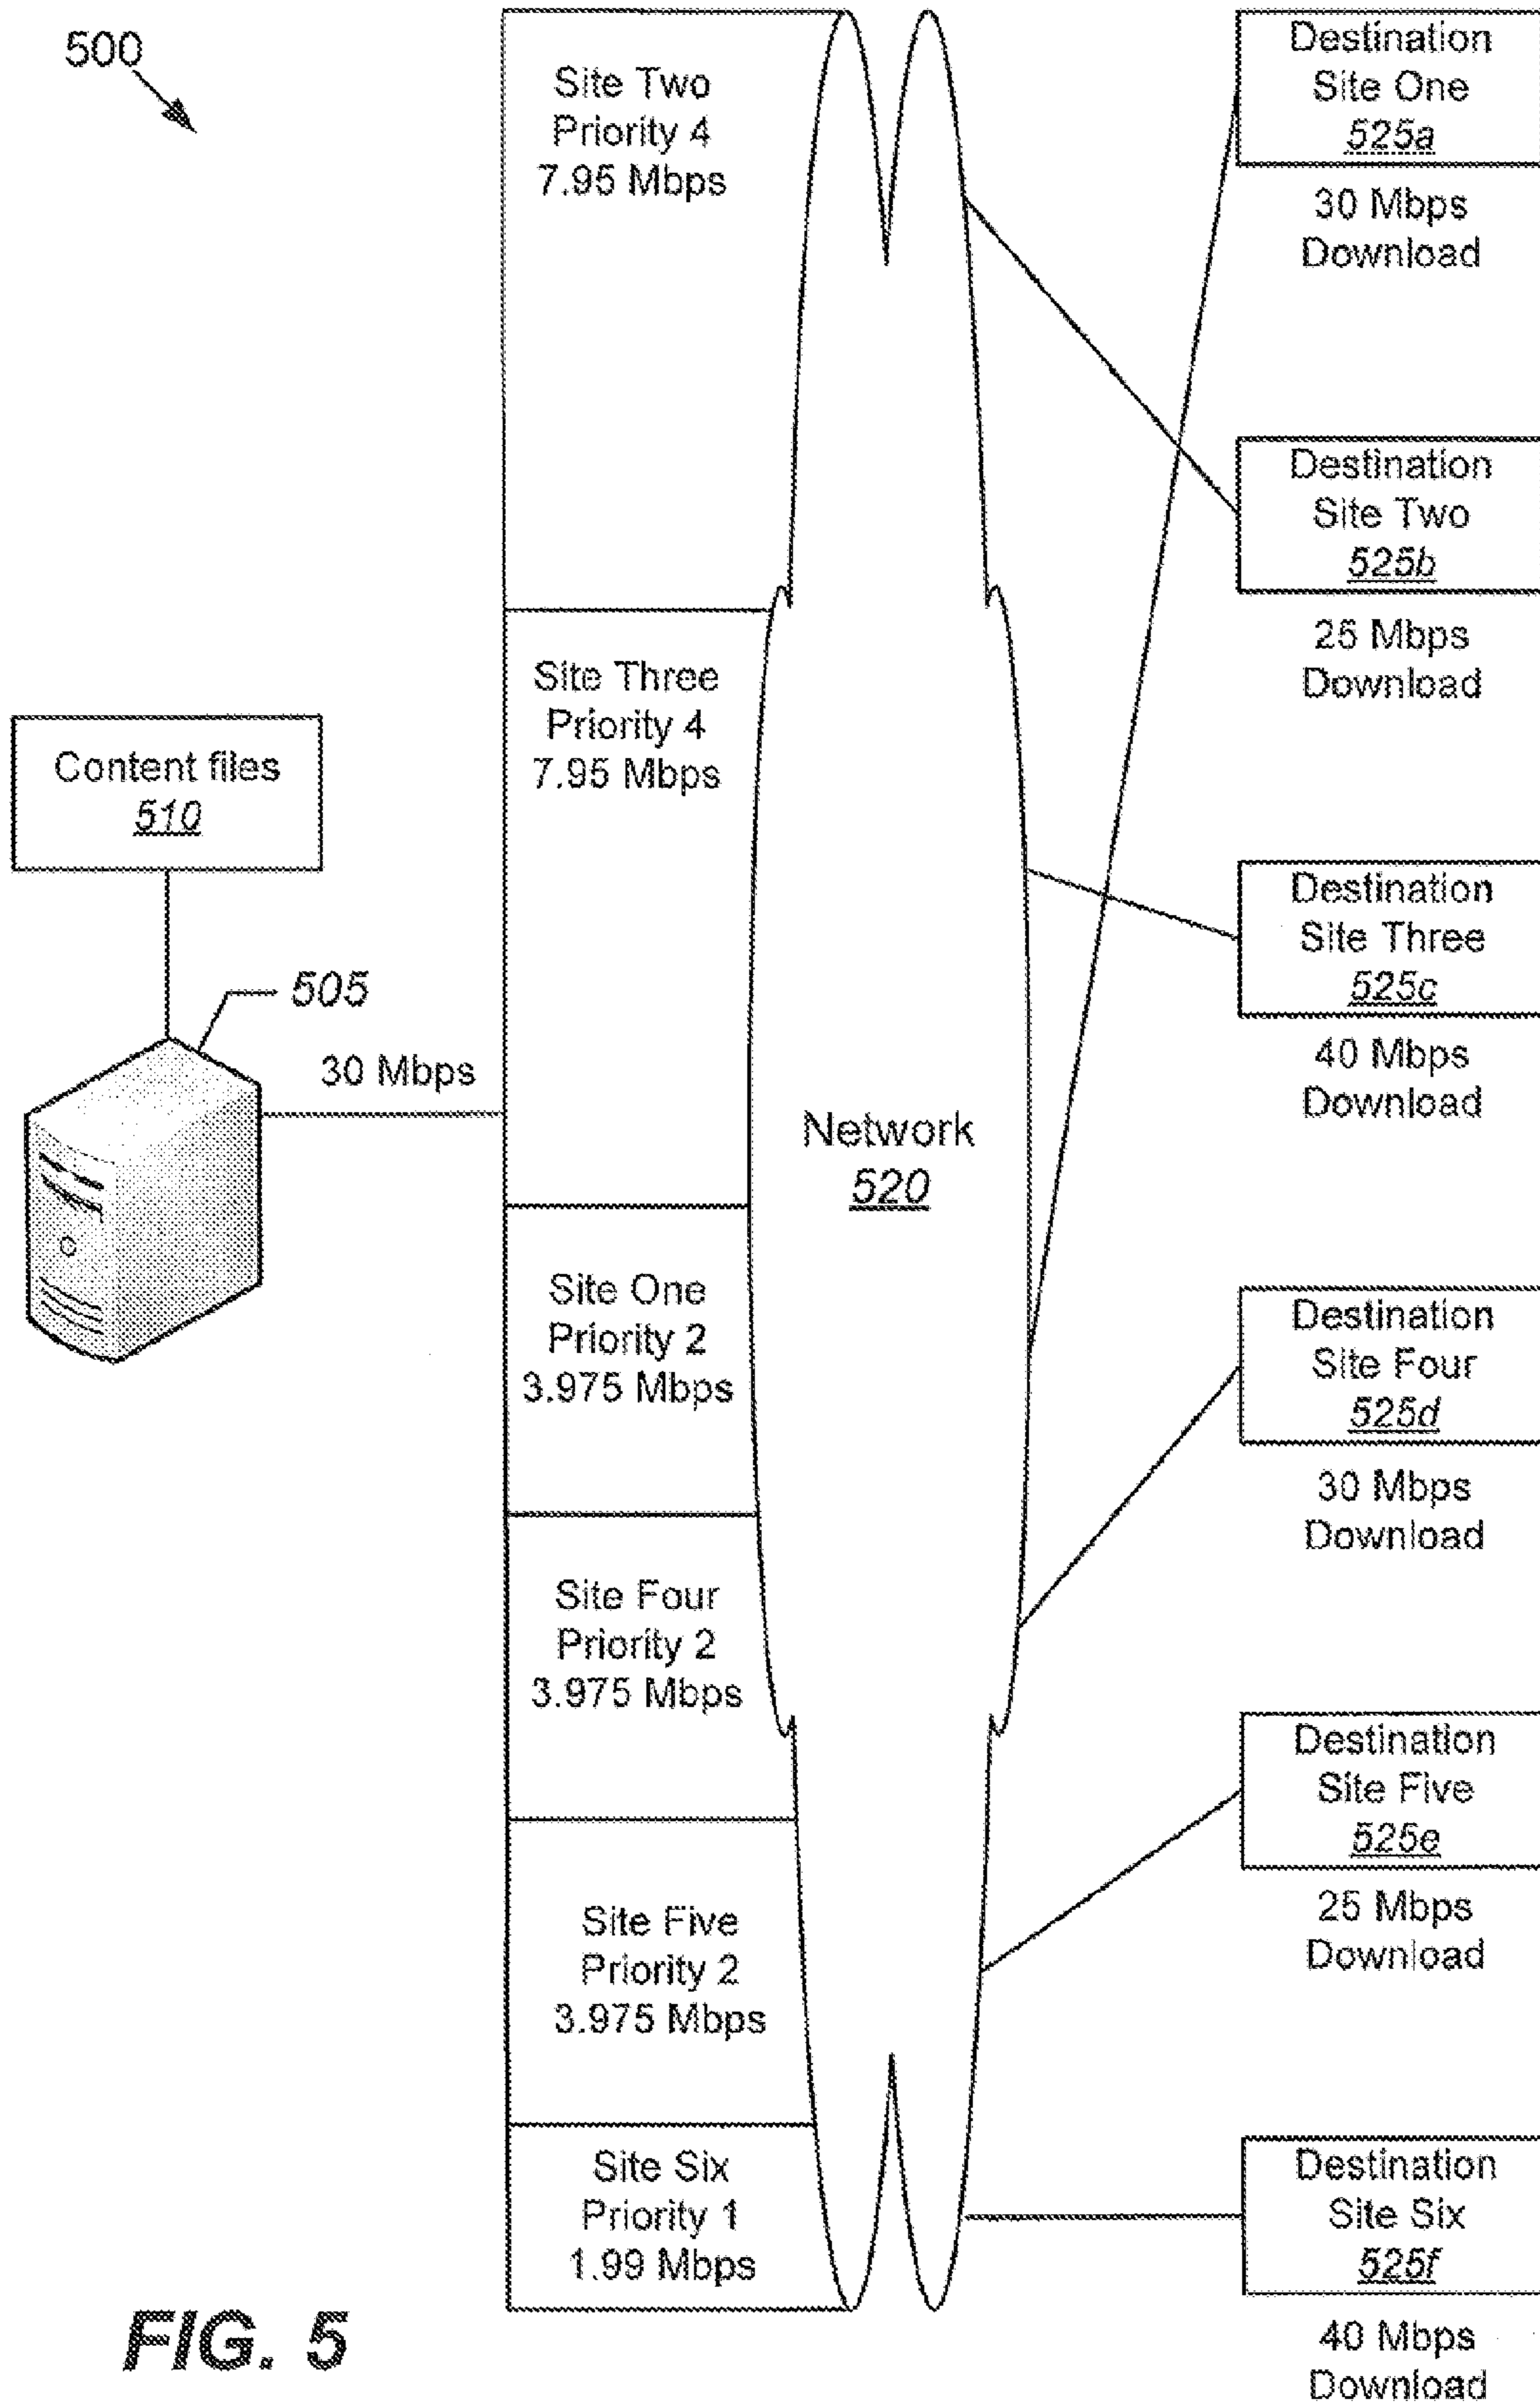 500
Site Two
Priority 4
7.95 Mbps
Site Three
Priority 4
7.95 Mbps
Content files
510
505
30 Mbps
Site One
Priority 2
3.975 Mbps
Site Four
Priority 2
3.975 Mbps
Site Five
Priority 2
3.975 Mbps
Site Six
Priority 1
1.99 Mbps
Network
520
Destination
Site One
525a
30 Mbps
Download
Destination
Site Two
525b
25 Mbps
Download
Destination
Site Three
525c
40 Mbps
Download
Destination
Site Four
525d
30 Mbps
Download
Destination
Site Five
525e
25 Mbps
Download
Destination
Site Six
525f
40 Mbps
Download
FIG. 5